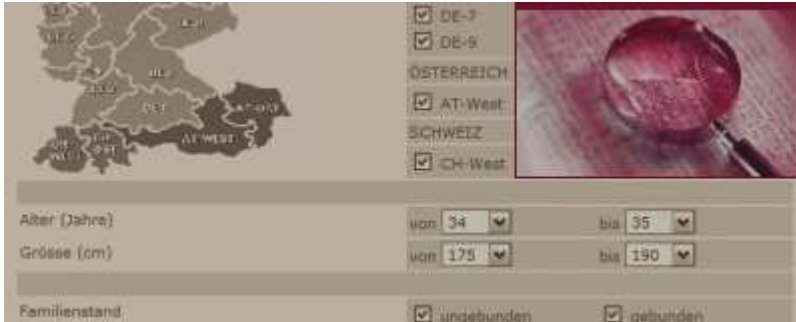 DE-7
DE-9
ÖSTERREICH
AT-West
SCHWEIZ
CH-West
AT-WEST
Alter (Jahre)
von 34 bis 35
Grösse (cm)
von 175 bis 190
Familienstand
ungebunden gebunden